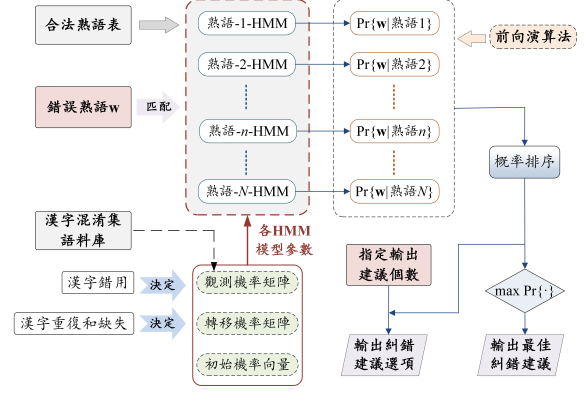 合法熟語表
熟語-1-HMM
Pr{w|熟語1}
前向演算法
熟語-2-HMM
Pr{w|熟語2}
錯誤熟語w
匹配
熟語-n-HMM
Pr{w|熟語n}
概率排序
熟語-N-HMM
Pr{w|熟語N}
漢字混淆集
語料庫
各HMM
模型參數
指定輸出
建議個數
漢字錯用
決定
觀測機率矩陣
max Pr{·}
漢字重復和缺失
決定
轉移機率矩陣
輸出糾錯
建議選項
輸出最佳
糾錯建議
初始機率向量